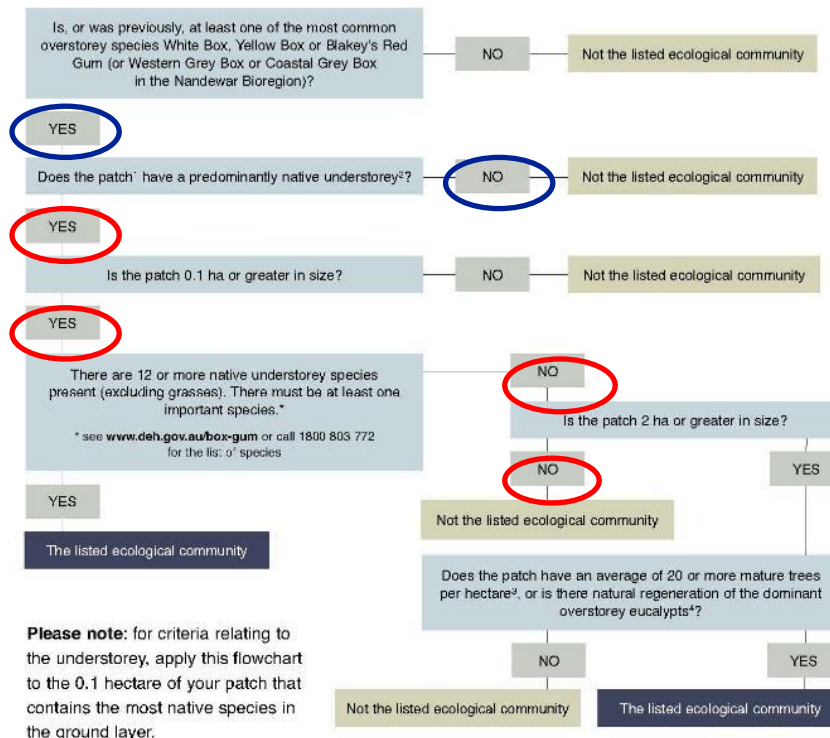 Is, or was previously, at least one of the most common
overstorey species White Box, Yellow Box or Blakey's Red
Gum (or Western Grey Box or Coastal Grey Box
in the Nandewar Bioregion)?
NO
Not the listed ecological community
YES
Does the patch¹ have a predominantly native understorey²?
NO
Not the listed ecological community
YES
Is the patch 0.1 ha or greater in size?
NO
Not the listed ecological community
YES
There are 12 or more native understorey species
present (excluding grasses). There must be at least one
important species.*
* see www.deh.gov.au/box-gum or call 1800 803 772
for the list of species
NO
Is the patch 2 ha or greater in size?
NO
YES
YES
Not the listed ecological community
The listed ecological community
Does the patch have an average of 20 or more mature trees
per hectare³, or is there natural regeneration of the dominant
overstorey eucalypts⁴?
NO
YES
Not the listed ecological community
The listed ecological community
Please note: for criteria relating to
the understorey, apply this flowchart
to the 0.1 hectare of your patch that
contains the most native species in
the ground layer.